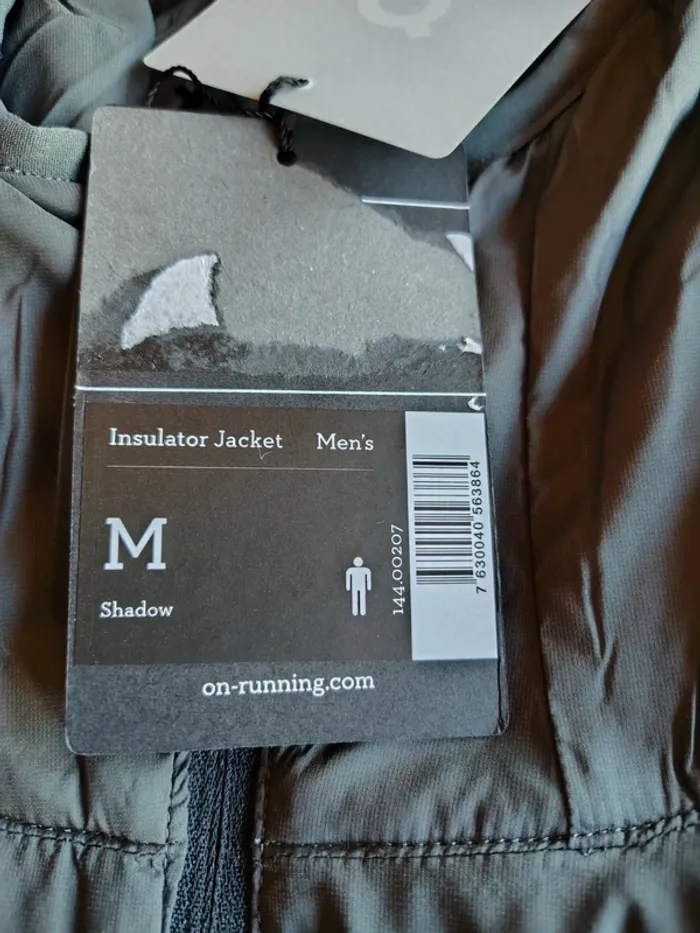 Insulator Jacket Men's
M
Shadow
144.00207
7 630040 563864
on-running.com